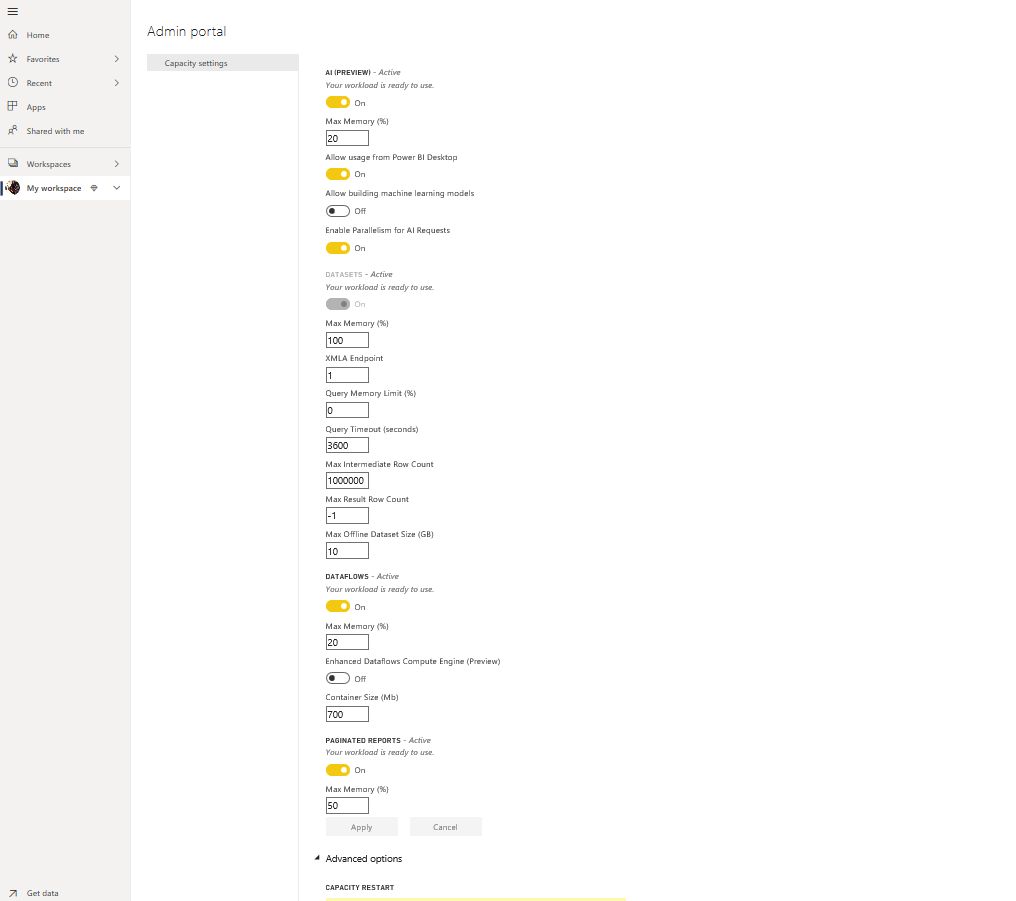 Home
Favorites
Recent
Apps
Shared with me
Workspaces
My workspace
Get data
Admin portal
Capacity settings
AI (PREVIEW) - Active
Your workload is ready to use.
On
Max Memory (%)
20
Allow usage from Power BI Desktop
On
Allow building machine learning models
Off
Enable Parallelism for AI Requests
On
DATASETS - Active
Your workload is ready to use.
On
Max Memory (%)
100
XMLA Endpoint
1
Query Memory Limit (%)
0
Query Timeout (seconds)
3600
Max Intermediate Row Count
1000000
Max Result Row Count
-1
Max Offline Dataset Size (GB)
10
DATAFLOWS - Active
Your workload is ready to use.
On
Max Memory (%)
20
Enhanced Dataflows Compute Engine (Preview)
Off
Container Size (Mb)
700
PAGINATED REPORTS - Active
Your workload is ready to use.
On
Max Memory (%)
50
Apply Cancel
Advanced options
CAPACITY RESTART